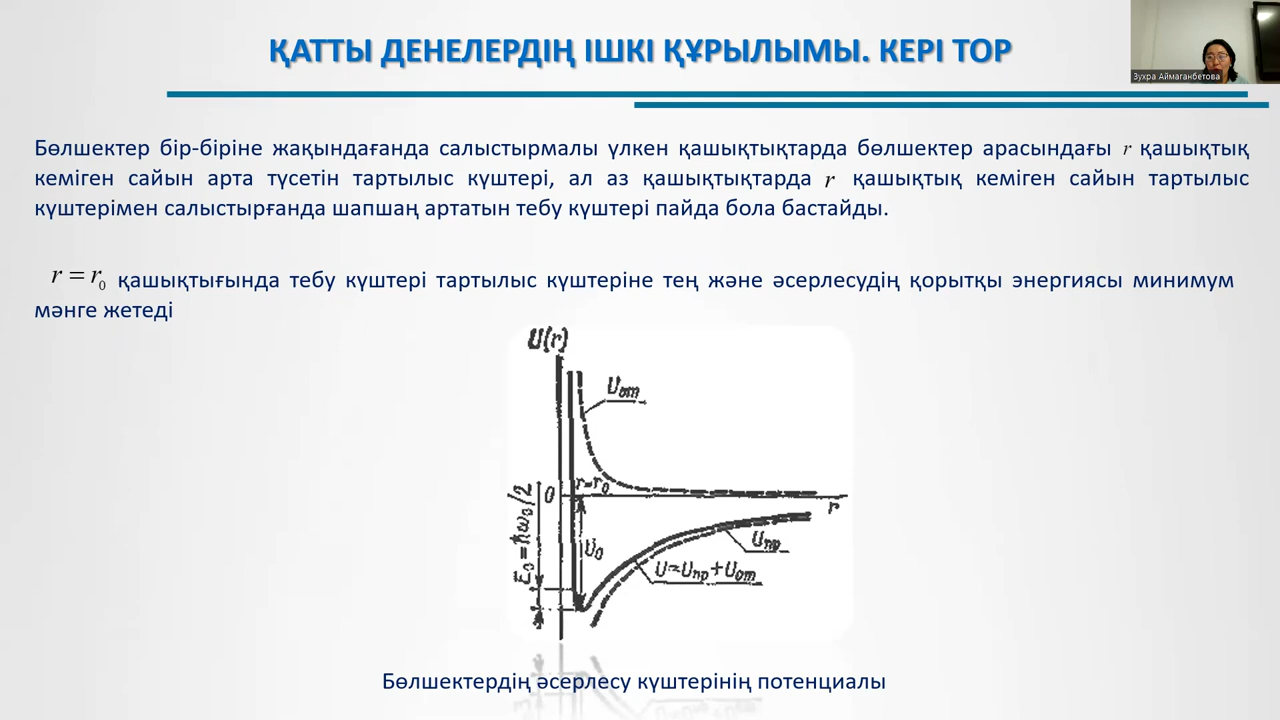 ҚАТТЫ ДЕНЕЛЕРДІҢ ІШКІ ҚҰРЫЛЫМЫ. КЕРІ ТОР
Зухра Аймаганбетова
Бөлшектер бір-біріне жақындағанда салыстырмалы үлкен қашықтықтарда бөлшектер арасындағы r қашықтық
кеміген сайын арта түсетін тартылыс күштері, ал аз қашықтықтарда r қашықтық кеміген сайын тартылыс
күштерімен салыстырғанда шапшаң артатын тебу күштері пайда бола бастайды.
r = r₀ қашықтығында тебу күштері тартылыс күштеріне тең және әсерлесудің қорытқы энергиясы минимум
мәнге жетеді
U(r)
Uот
r=r₀
0
r
E₀=ħω₀/2
U₀
Uпр
U=Uпр+Uот
Бөлшектердің әсерлесу күштерінің потенциалы